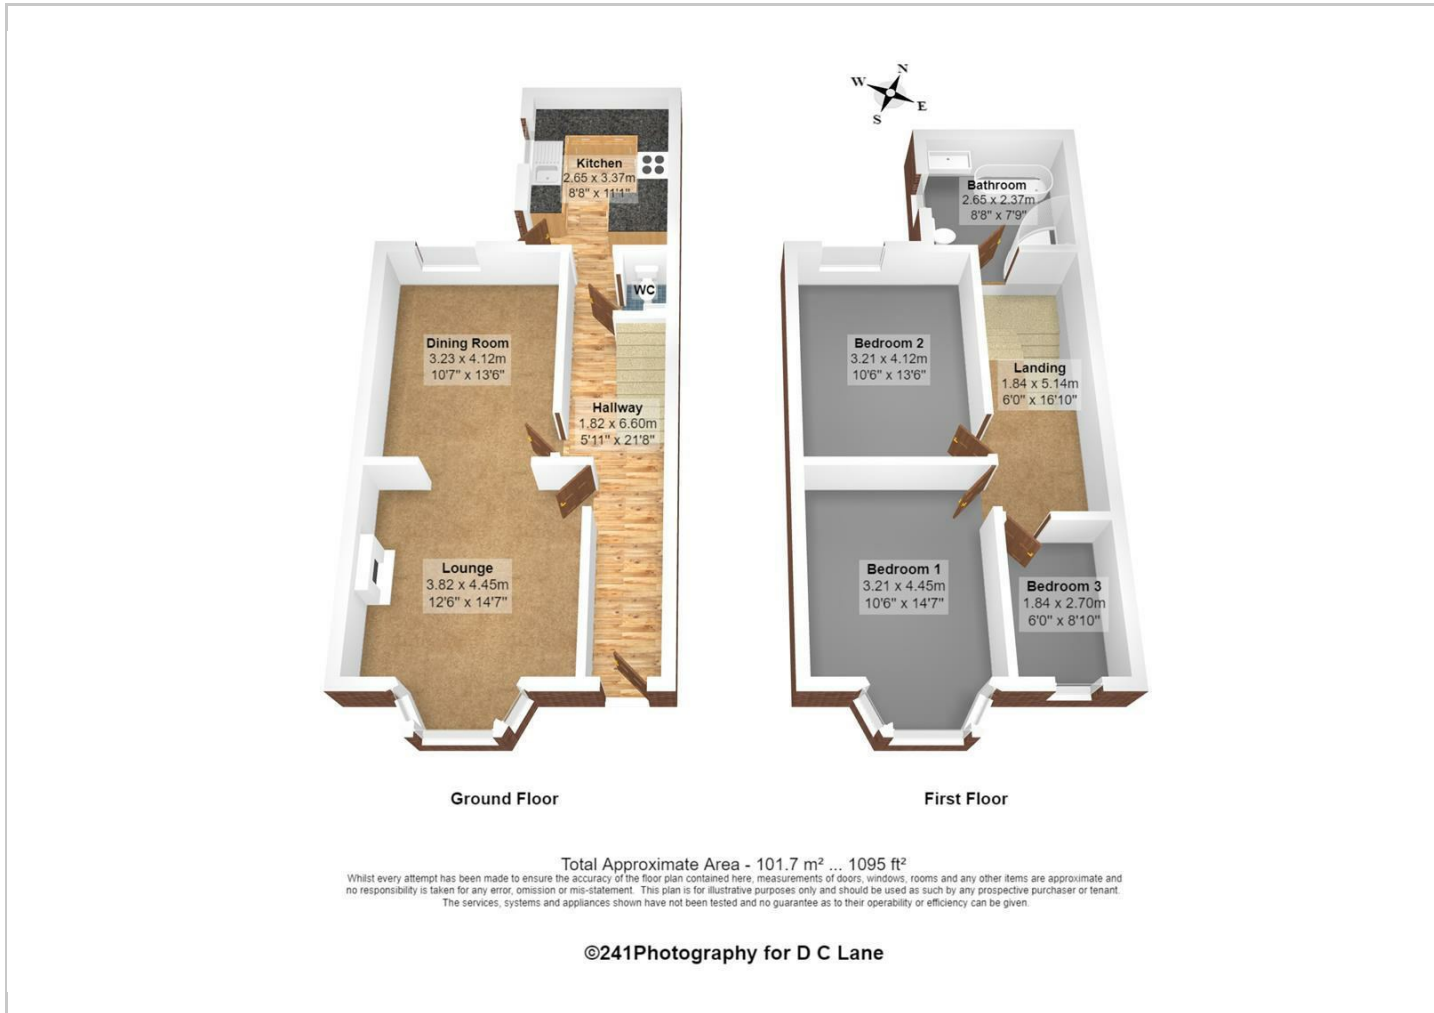 N
W
E
S
Kitchen
2.65 x 3.37m
8'8" x 11'1"
Bathroom
2.65 x 2.37m
8'8" x 7'9"
WC
Dining Room
3.23 x 4.12m
10'7" x 13'6"
Bedroom 2
3.21 x 4.12m
10'6" x 13'6"
Landing
1.84 x 5.14m
6'0" x 16'10"
Hallway
1.82 x 6.60m
5'11" x 21'8"
Lounge
3.82 x 4.45m
12'6" x 14'7"
Bedroom 1
3.21 x 4.45m
10'6" x 14'7"
Bedroom 3
1.84 x 2.70m
6'0" x 8'10"
Ground Floor
First Floor
Total Approximate Area - 101.7 m² ... 1095 ft²
Whilst every attempt has been made to ensure the accuracy of the floor plan contained here, measurements of doors, windows, rooms and any other items are approximate and
no responsibility is taken for any error, omission or mis-statement. This plan is for illustrative purposes only and should be used as such by any prospective purchaser or tenant.
The services, systems and appliances shown have not been tested and no guarantee as to their operability or efficiency can be given.
©241Photography for D C Lane